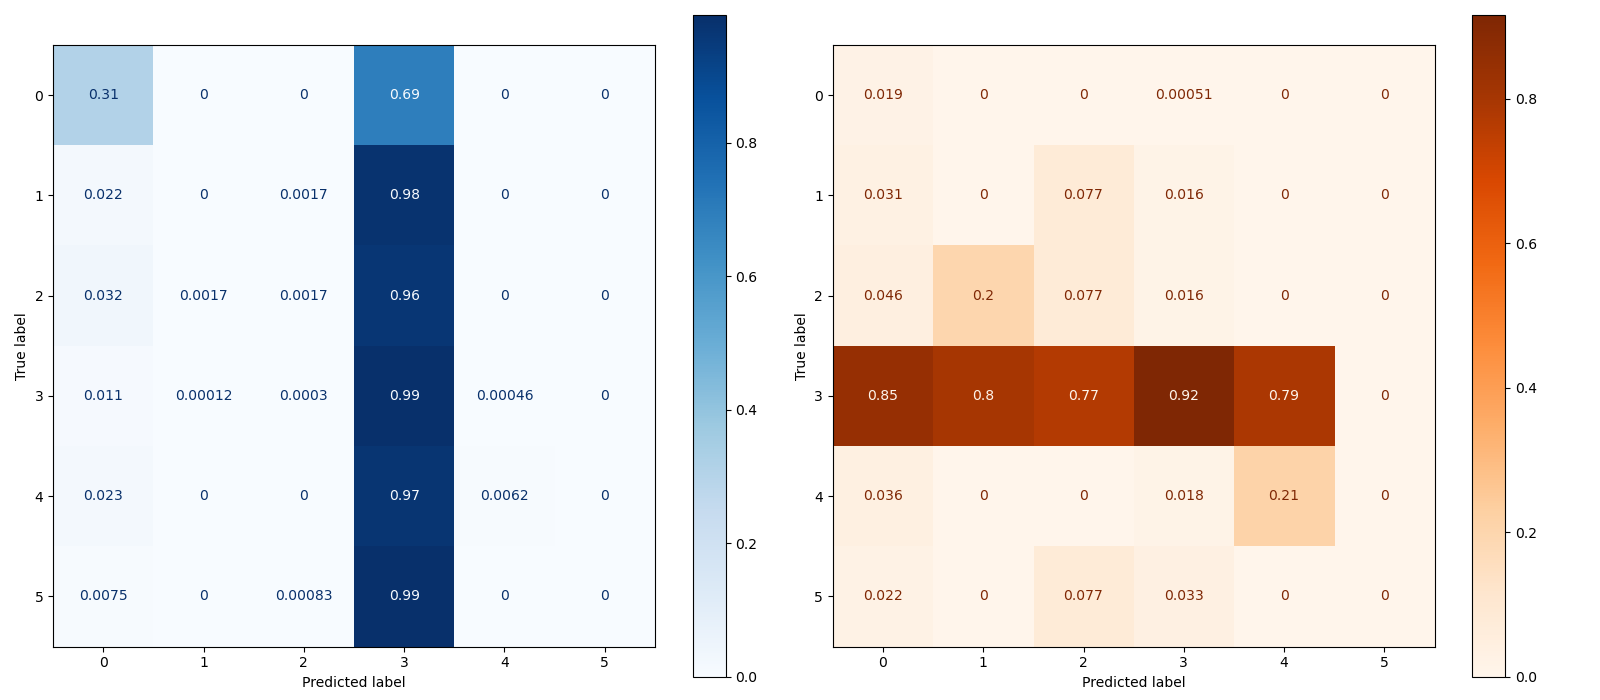 0 0.31 0 0 0.69 0 0
1 0.022 0 0.0017 0.98 0 0
2 0.032 0.0017 0.0017 0.96 0 0
3 0.011 0.00012 0.0003 0.99 0.00046 0
4 0.023 0 0 0.97 0.0062 0
5 0.0075 0 0.00083 0.99 0 0
0 1 2 3 4 5
Predicted label
True label
0.8
0.6
0.4
0.2
0.0
0 0.019 0 0 0.00051 0 0
1 0.031 0 0.077 0.016 0 0
2 0.046 0.2 0.077 0.016 0 0
3 0.85 0.8 0.77 0.92 0.79 0
4 0.036 0 0 0.018 0.21 0
5 0.022 0 0.077 0.033 0 0
0 1 2 3 4 5
Predicted label
True label
0.8
0.6
0.4
0.2
0.0